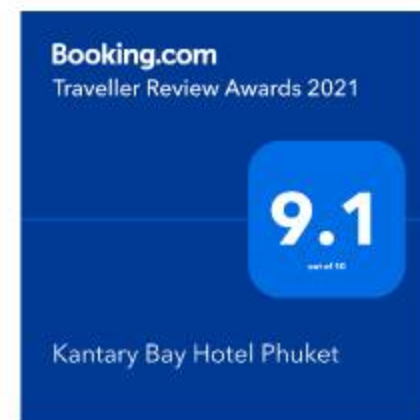 Booking.com
Traveller Review Awards 2021
9.1
out of 10
Kantary Bay Hotel Phuket